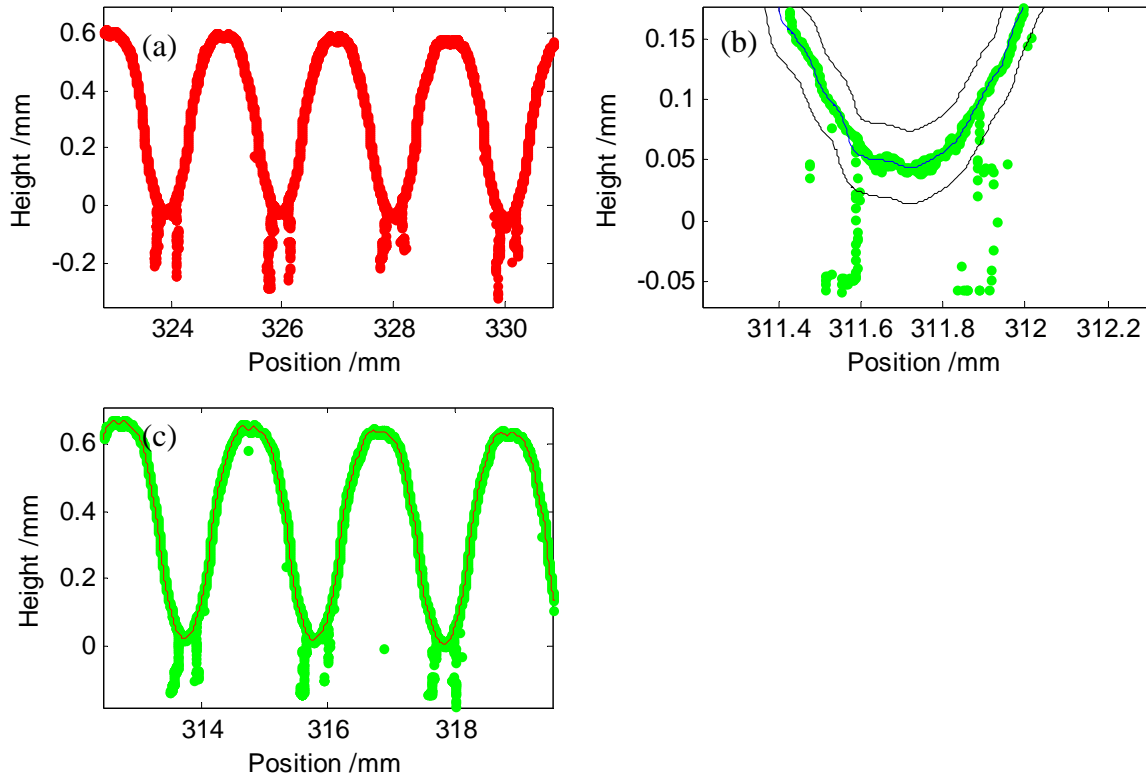 (a)
0.6
0.4
0.2
0
-0.2
Height /mm
324 326 328 330
Position /mm
(b)
0.15
0.1
0.05
0
-0.05
Height /mm
311.4 311.6 311.8 312 312.2
Position /mm
(c)
0.6
0.4
0.2
0
Height /mm
314 316 318
Position /mm